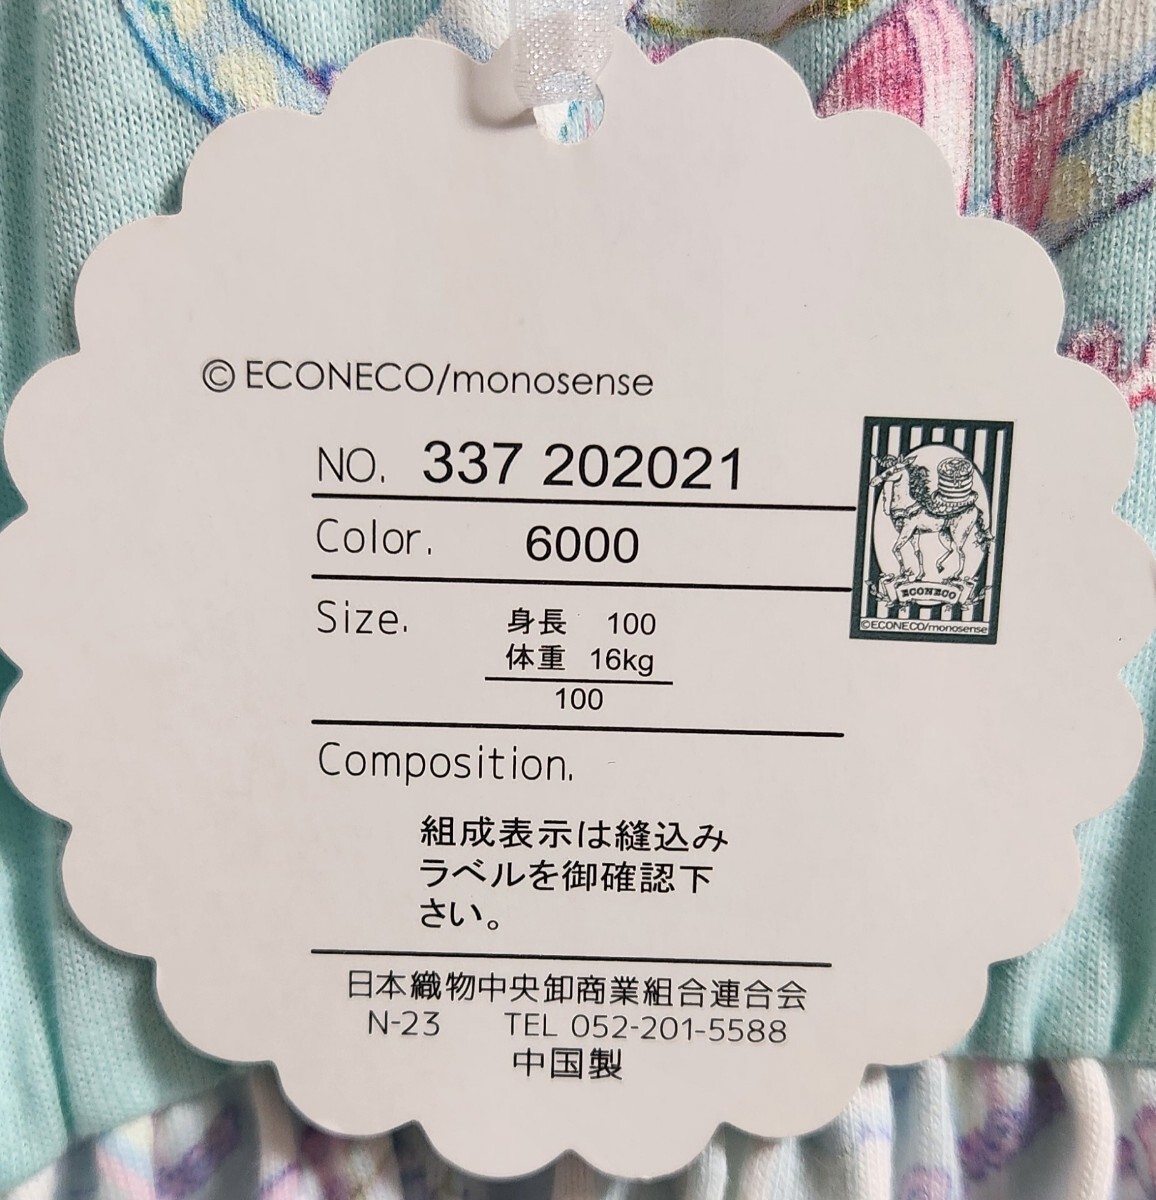 © ECONECO/monosense
NO. 337 202021
Color. 6000
Size. 身長 100
体重 16kg
100
Composition.
組成表示は縫込み
ラベルを御確認下
さい。
日本織物中央卸商業組合連合会
N-23 TEL 052-201-5588
中国製
ECONECO
©ECONECO/monosense